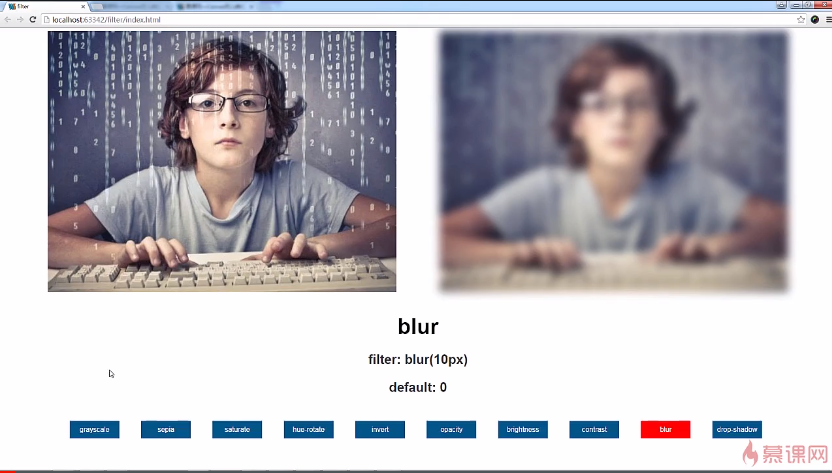 filter
localhost:63342/filter/index.html
blur
filter: blur(10px)
default: 0
grayscale
sepia
saturate
huo-rotate
invert
opacity
brightness
contrast
blur
drop-shadow
慕课网